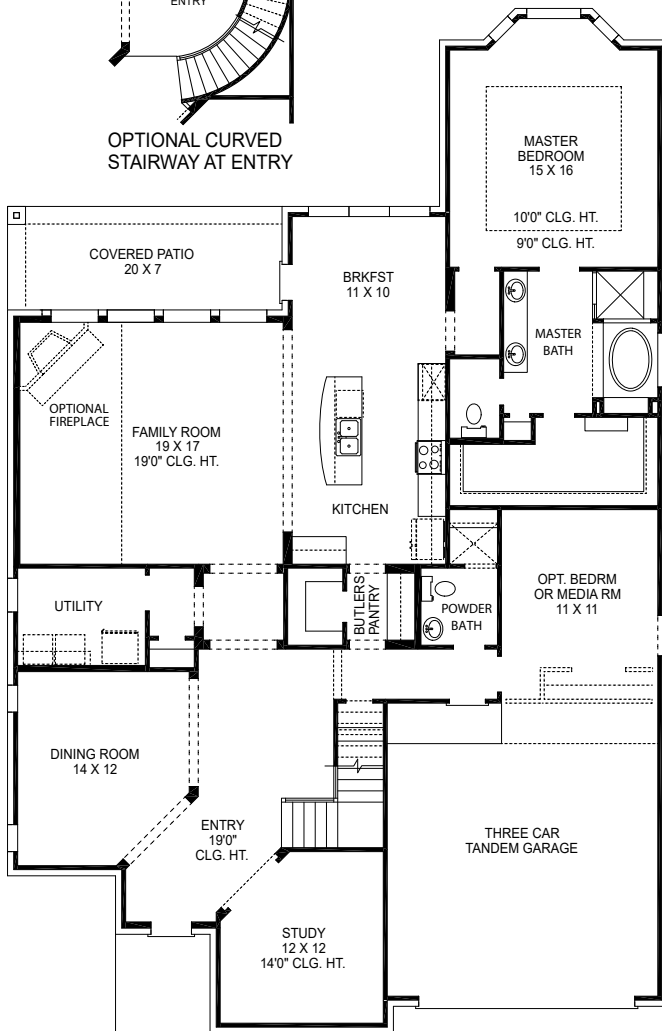 ENTRY
OPTIONAL CURVED
STAIRWAY AT ENTRY
MASTER
BEDROOM
15 X 16
10'0" CLG. HT.
9'0" CLG. HT.
COVERED PATIO
20 X 7
BRKFST
11 X 10
MASTER
BATH
OPTIONAL
FIREPLACE
FAMILY ROOM
19 X 17
19'0" CLG. HT.
KITCHEN
UTILITY
BUTLERS
PANTRY
POWDER
BATH
OPT. BEDRM
OR MEDIA RM
11 X 11
DINING ROOM
14 X 12
ENTRY
19'0"
CLG. HT.
THREE CAR
TANDEM GARAGE
STUDY
12 X 12
14'0" CLG. HT.